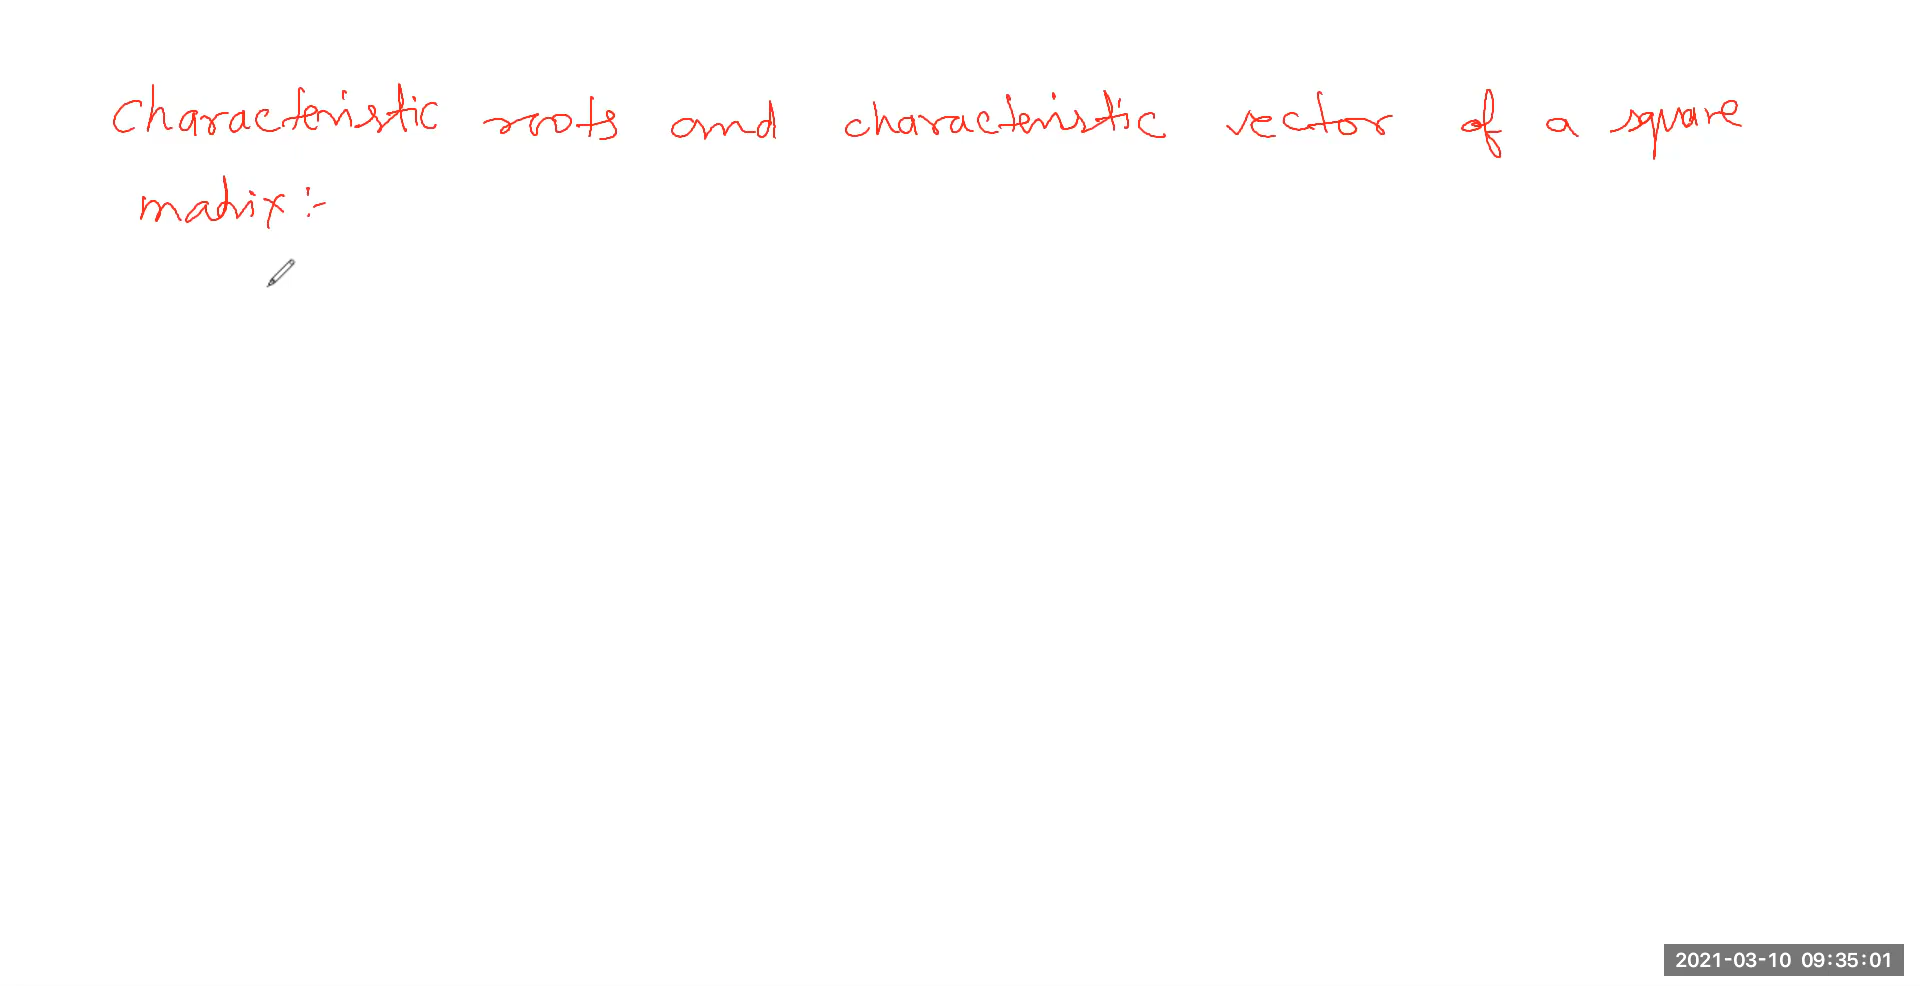 Characteristic roots and characteristic vector of a square
matrix :-
2021-03-10 09:35:01